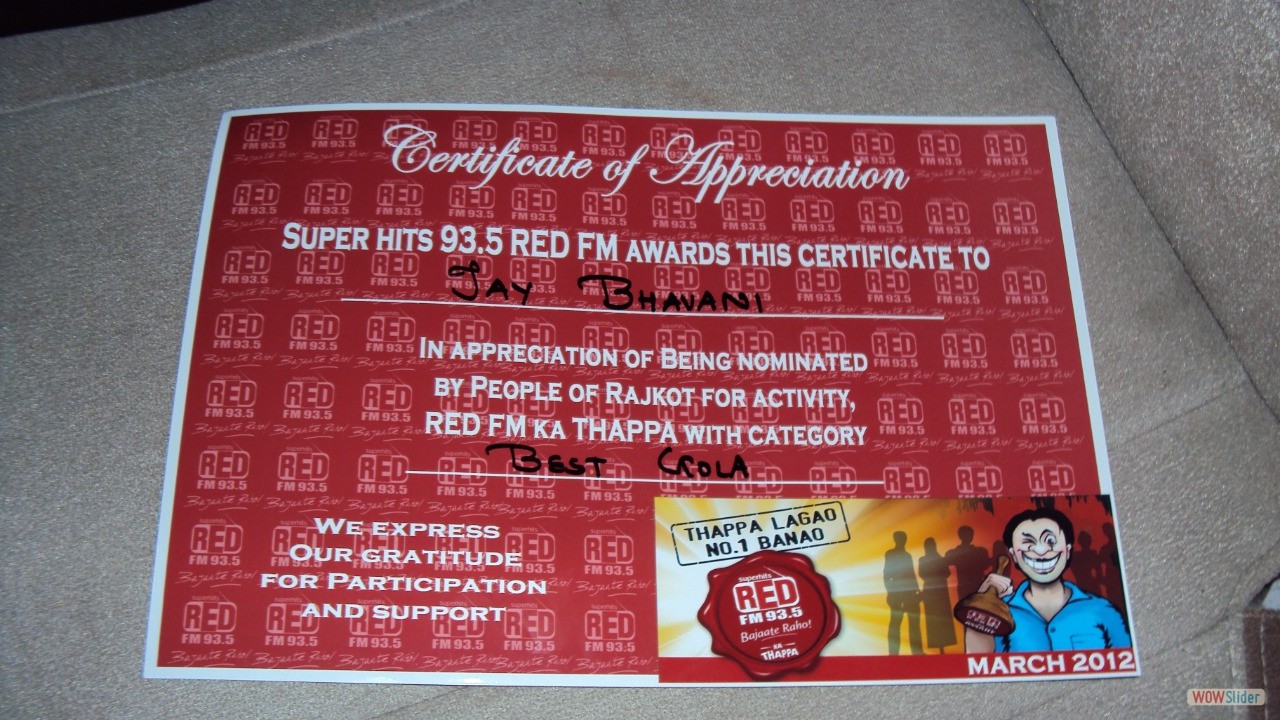 Certificate of Appreciation
SUPER HITS 93.5 RED FM AWARDS THIS CERTIFICATE TO
JAY BHAVANI
IN APPRECIATION OF BEING NOMINATED
BY PEOPLE OF RAJKOT FOR ACTIVITY,
RED FM KA THAPPA WITH CATEGORY
BEST GOLA
WE EXPRESS
OUR GRATITUDE
FOR PARTICIPATION
AND SUPPORT
THAPPA LAGAO
NO.1 BANAO
superhits
RED
FM 93.5
Bajaate Raho!
KA
THAPPA
MARCH 2012
WOWSlider